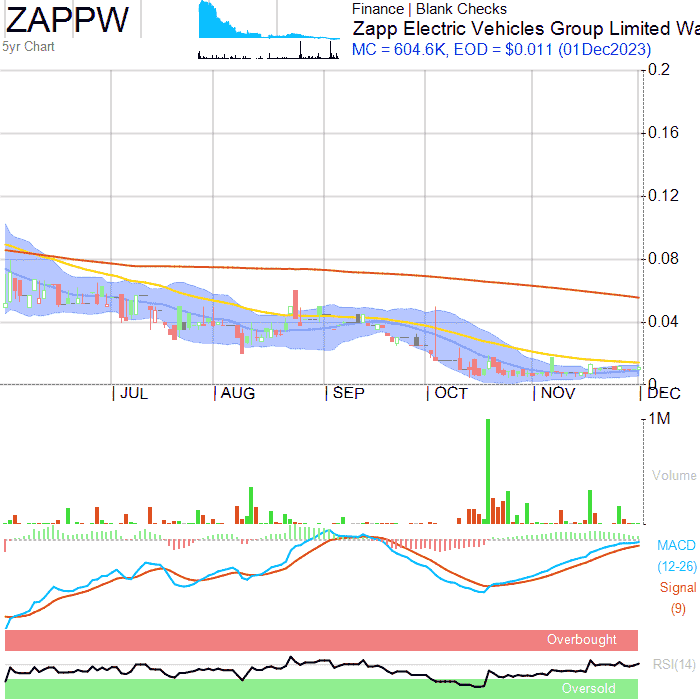 ZAPPW
5yr Chart
Finance | Blank Checks
Zapp Electric Vehicles Group Limited Wa
MC = 604.6K, EOD = $0.011 (01Dec2023)
0.2
0.16
0.12
0.08
0.04
0
JUL AUG SEP OCT NOV DEC
1M
Volume
MACD
(12-26)
Signal
(9)
Overbought
RSI(14)
Oversold